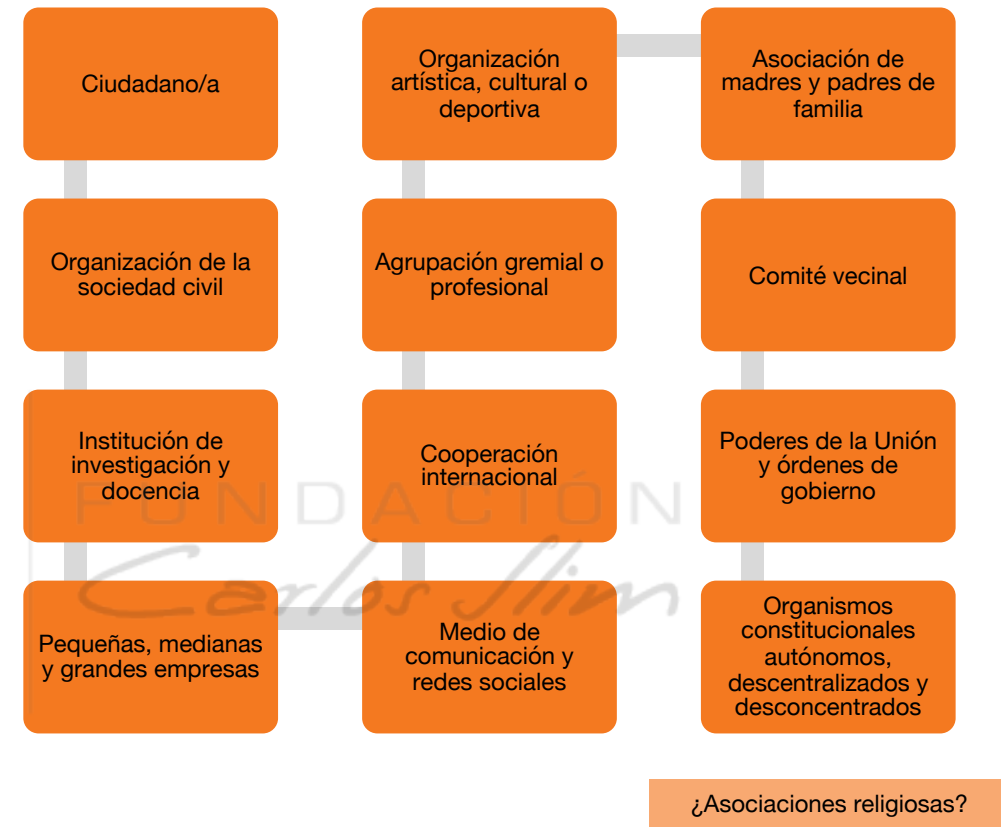 Ciudadano/a
Organización de la
sociedad civil
Institución de
investigación y
docencia
Pequeñas, medianas
y grandes empresas
Medio de
comunicación y
redes sociales
Cooperación
internacional
Agrupación gremial o
profesional
Organización
artística, cultural o
deportiva
Asociación de
madres y padres de
familia
Comité vecinal
Poderes de la Unión
y órdenes de
gobierno
Organismos
constitucionales
autónomos,
descentralizados y
desconcentrados
¿Asociaciones religiosas?
FUNDACIÓN
Carlos Slim